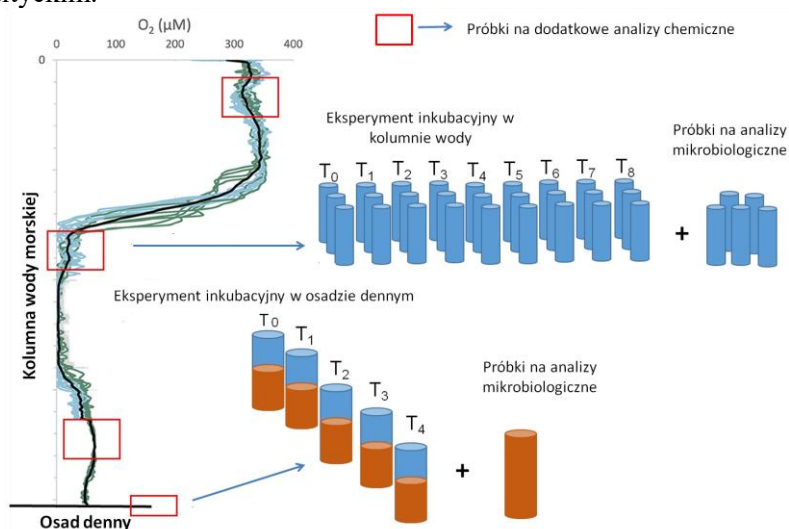 O₂ (µM)
0 100 200 300 400
0
Próbki na dodatkowe analizy chemiczne
Eksperyment inkubacyjny w
kolumnie wody
Próbki na analizy
mikrobiologiczne
T₀ T₁ T₂ T₃ T₄ T₅ T₆ T₇ T₈
+
Kolumna wody morskiej
Eksperyment inkubacyjny w osadzie dennym
T₀
T₁
T₂
T₃
T₄
Próbki na analizy
mikrobiologiczne
+
Osad denny